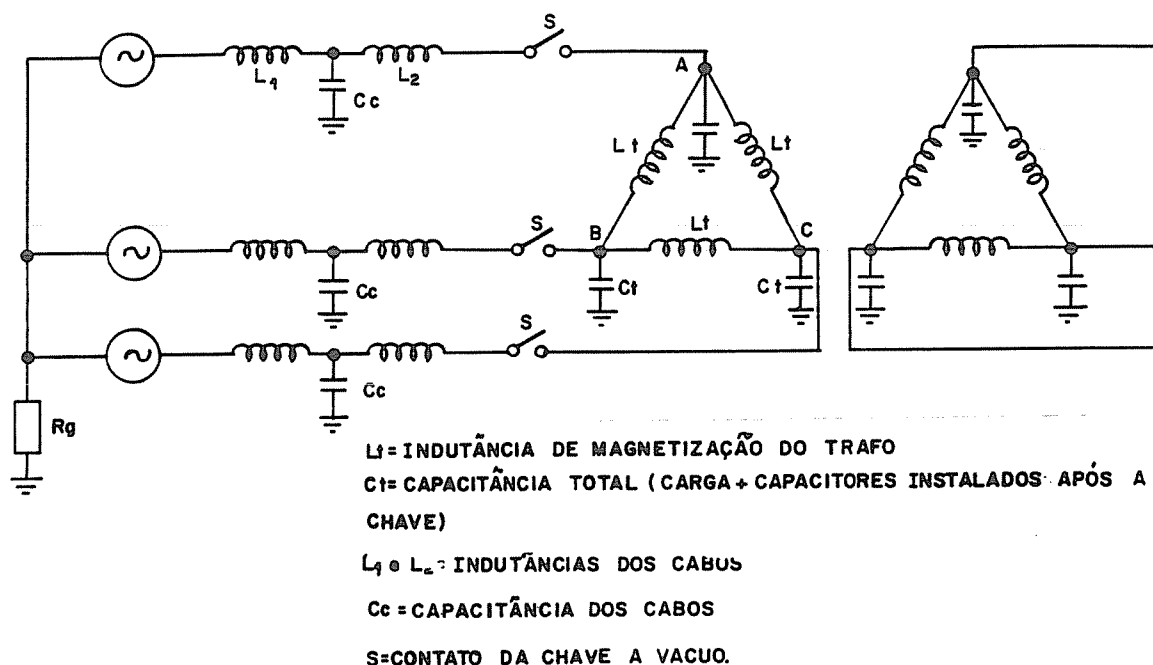 S
A
L1
L2
Cc
Lt
Lt
S
B
Lt
C
Cc
Ct
Ct
S
Cc
Rg
Lt= INDUTÂNCIA DE MAGNETIZAÇÃO DO TRAFO
Ct= CAPACITÂNCIA TOTAL (CARGA + CAPACITORES INSTALADOS APÓS A
CHAVE)
L1 e L2 = INDUTÂNCIAS DOS CABOS
Cc = CAPACITÂNCIA DOS CABOS
S=CONTATO DA CHAVE A VACUO.